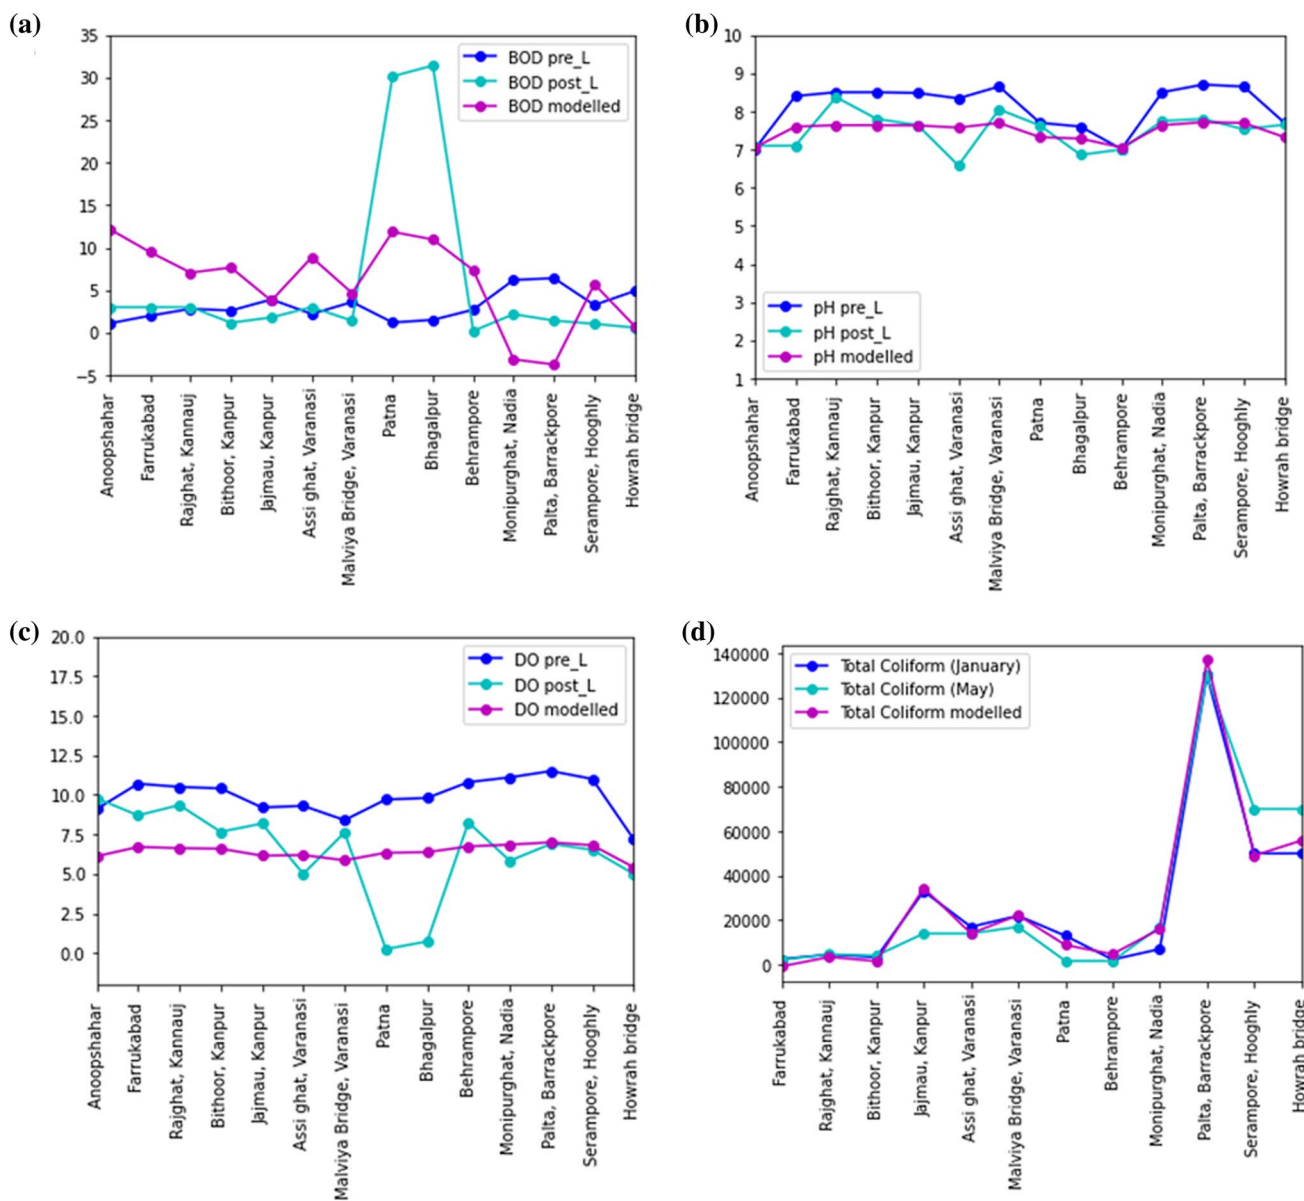 (a)
35
30
25
20
15
10
5
0
−5
BOD pre_L
BOD post_L
BOD modelled
Anoopshahar
Farrukabad
Rajghat, Kannauj
Bithoor, Kanpur
Jajmau, Kanpur
Assi ghat, Varanasi
Malviya Bridge, Varanasi
Patna
Bhagalpur
Behrampore
Monipurghat, Nadia
Palta, Barrackpore
Serampore, Hooghly
Howrah bridge
(b)
10
9
8
7
6
5
4
3
2
1
pH pre_L
pH post_L
pH modelled
Anoopshahar
Farrukabad
Rajghat, Kannauj
Bithoor, Kanpur
Jajmau, Kanpur
Assi ghat, Varanasi
Malviya Bridge, Varanasi
Patna
Bhagalpur
Behrampore
Monipurghat, Nadia
Palta, Barrackpore
Serampore, Hooghly
Howrah bridge
(c)
20.0
17.5
15.0
12.5
10.0
7.5
5.0
2.5
0.0
DO pre_L
DO post_L
DO modelled
Anoopshahar
Farrukabad
Rajghat, Kannauj
Bithoor, Kanpur
Jajmau, Kanpur
Assi ghat, Varanasi
Malviya Bridge, Varanasi
Patna
Bhagalpur
Behrampore
Monipurghat, Nadia
Palta, Barrackpore
Serampore, Hooghly
Howrah bridge
(d)
140000
120000
100000
80000
60000
40000
20000
0
Total Coliform (January)
Total Coliform (May)
Total Coliform modelled
Farrukabad
Rajghat, Kannauj
Bithoor, Kanpur
Jajmau, Kanpur
Assi ghat, Varanasi
Malviya Bridge, Varanasi
Patna
Behrampore
Monipurghat, Nadia
Palta, Barrackpore
Serampore, Hooghly
Howrah bridge